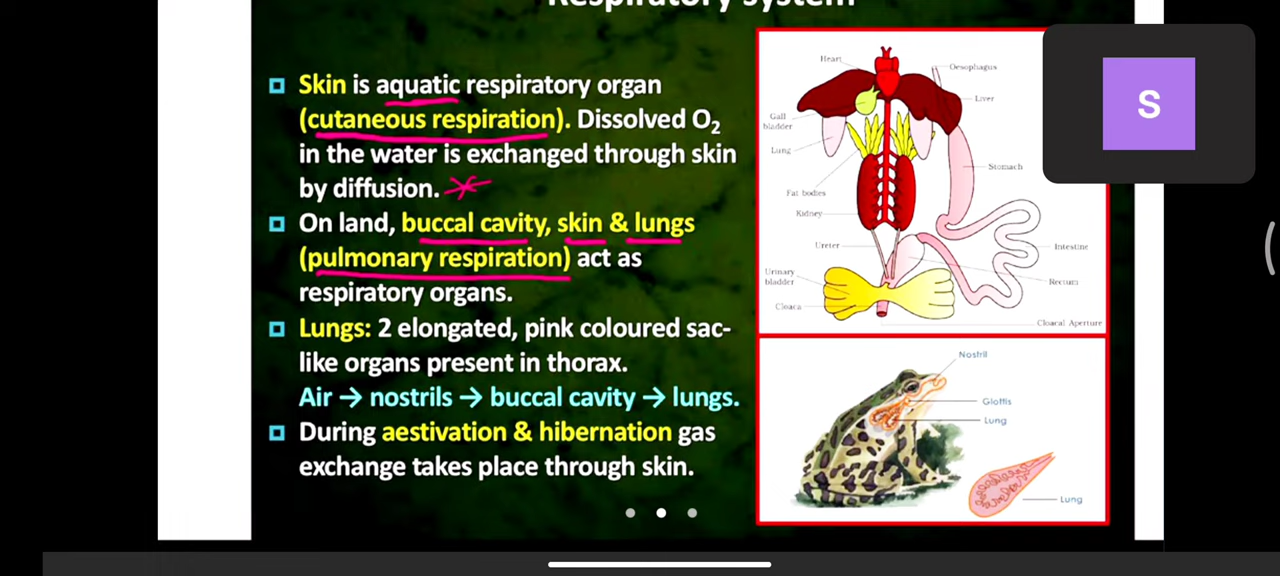 Respiratory system
Skin is aquatic respiratory organ
(cutaneous respiration). Dissolved O₂
in the water is exchanged through skin
by diffusion.
On land, buccal cavity, skin & lungs
(pulmonary respiration) act as
respiratory organs.
Lungs: 2 elongated, pink coloured sac-
like organs present in thorax.
Air → nostrils → buccal cavity → lungs.
During aestivation & hibernation gas
exchange takes place through skin.
Heart
Oesophagus
Liver
Gall
bladder
Lung
Stomach
Fat bodies
Kidney
Ureter
Intestine
Urinary
bladder
Rectum
Cloaca
Cloacal Aperture
Nostril
Glottis
Lung
Lung
S